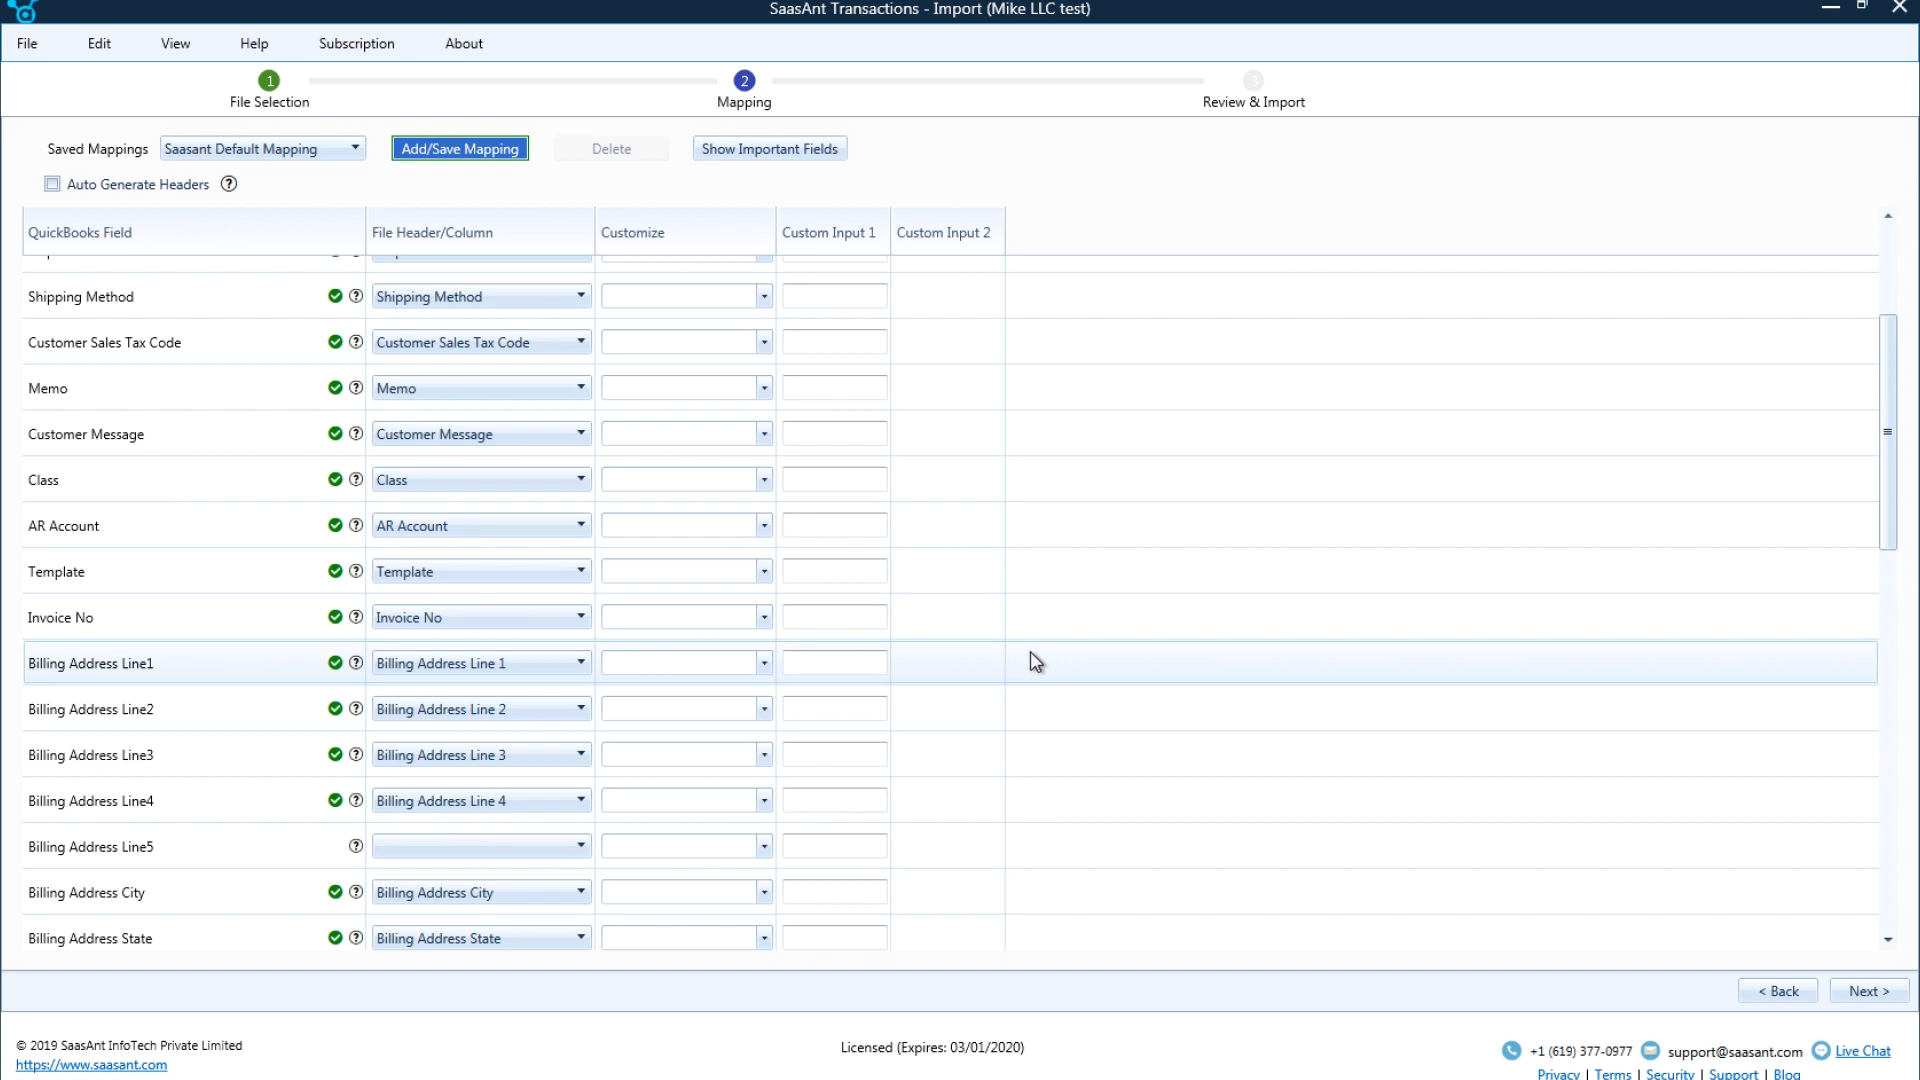 SaasAnt Transactions - Import (Mike LLC test)
File Edit View Help Subscription About
1 2 3
File Selection Mapping Review & Import
Saved Mappings Saasant Default Mapping Add/Save Mapping Delete Show Important Fields
Auto Generate Headers ?
QuickBooks Field File Header/Column Customize Custom Input 1 Custom Input 2
Shipping Method ? Shipping Method
Customer Sales Tax Code ? Customer Sales Tax Code
Memo ? Memo
Customer Message ? Customer Message
Class ? Class
AR Account ? AR Account
Template ? Template
Invoice No ? Invoice No
Billing Address Line1 ? Billing Address Line 1
Billing Address Line2 ? Billing Address Line 2
Billing Address Line3 ? Billing Address Line 3
Billing Address Line4 ? Billing Address Line 4
Billing Address Line5 ?
Billing Address City ? Billing Address City
Billing Address State ? Billing Address State
< Back Next >
© 2019 SaasAnt InfoTech Private Limited
https://www.saasant.com
Licensed (Expires: 03/01/2020)
+1 (619) 377-0977 support@saasant.com Live Chat
Privacy | Terms | Security | Support | Blog